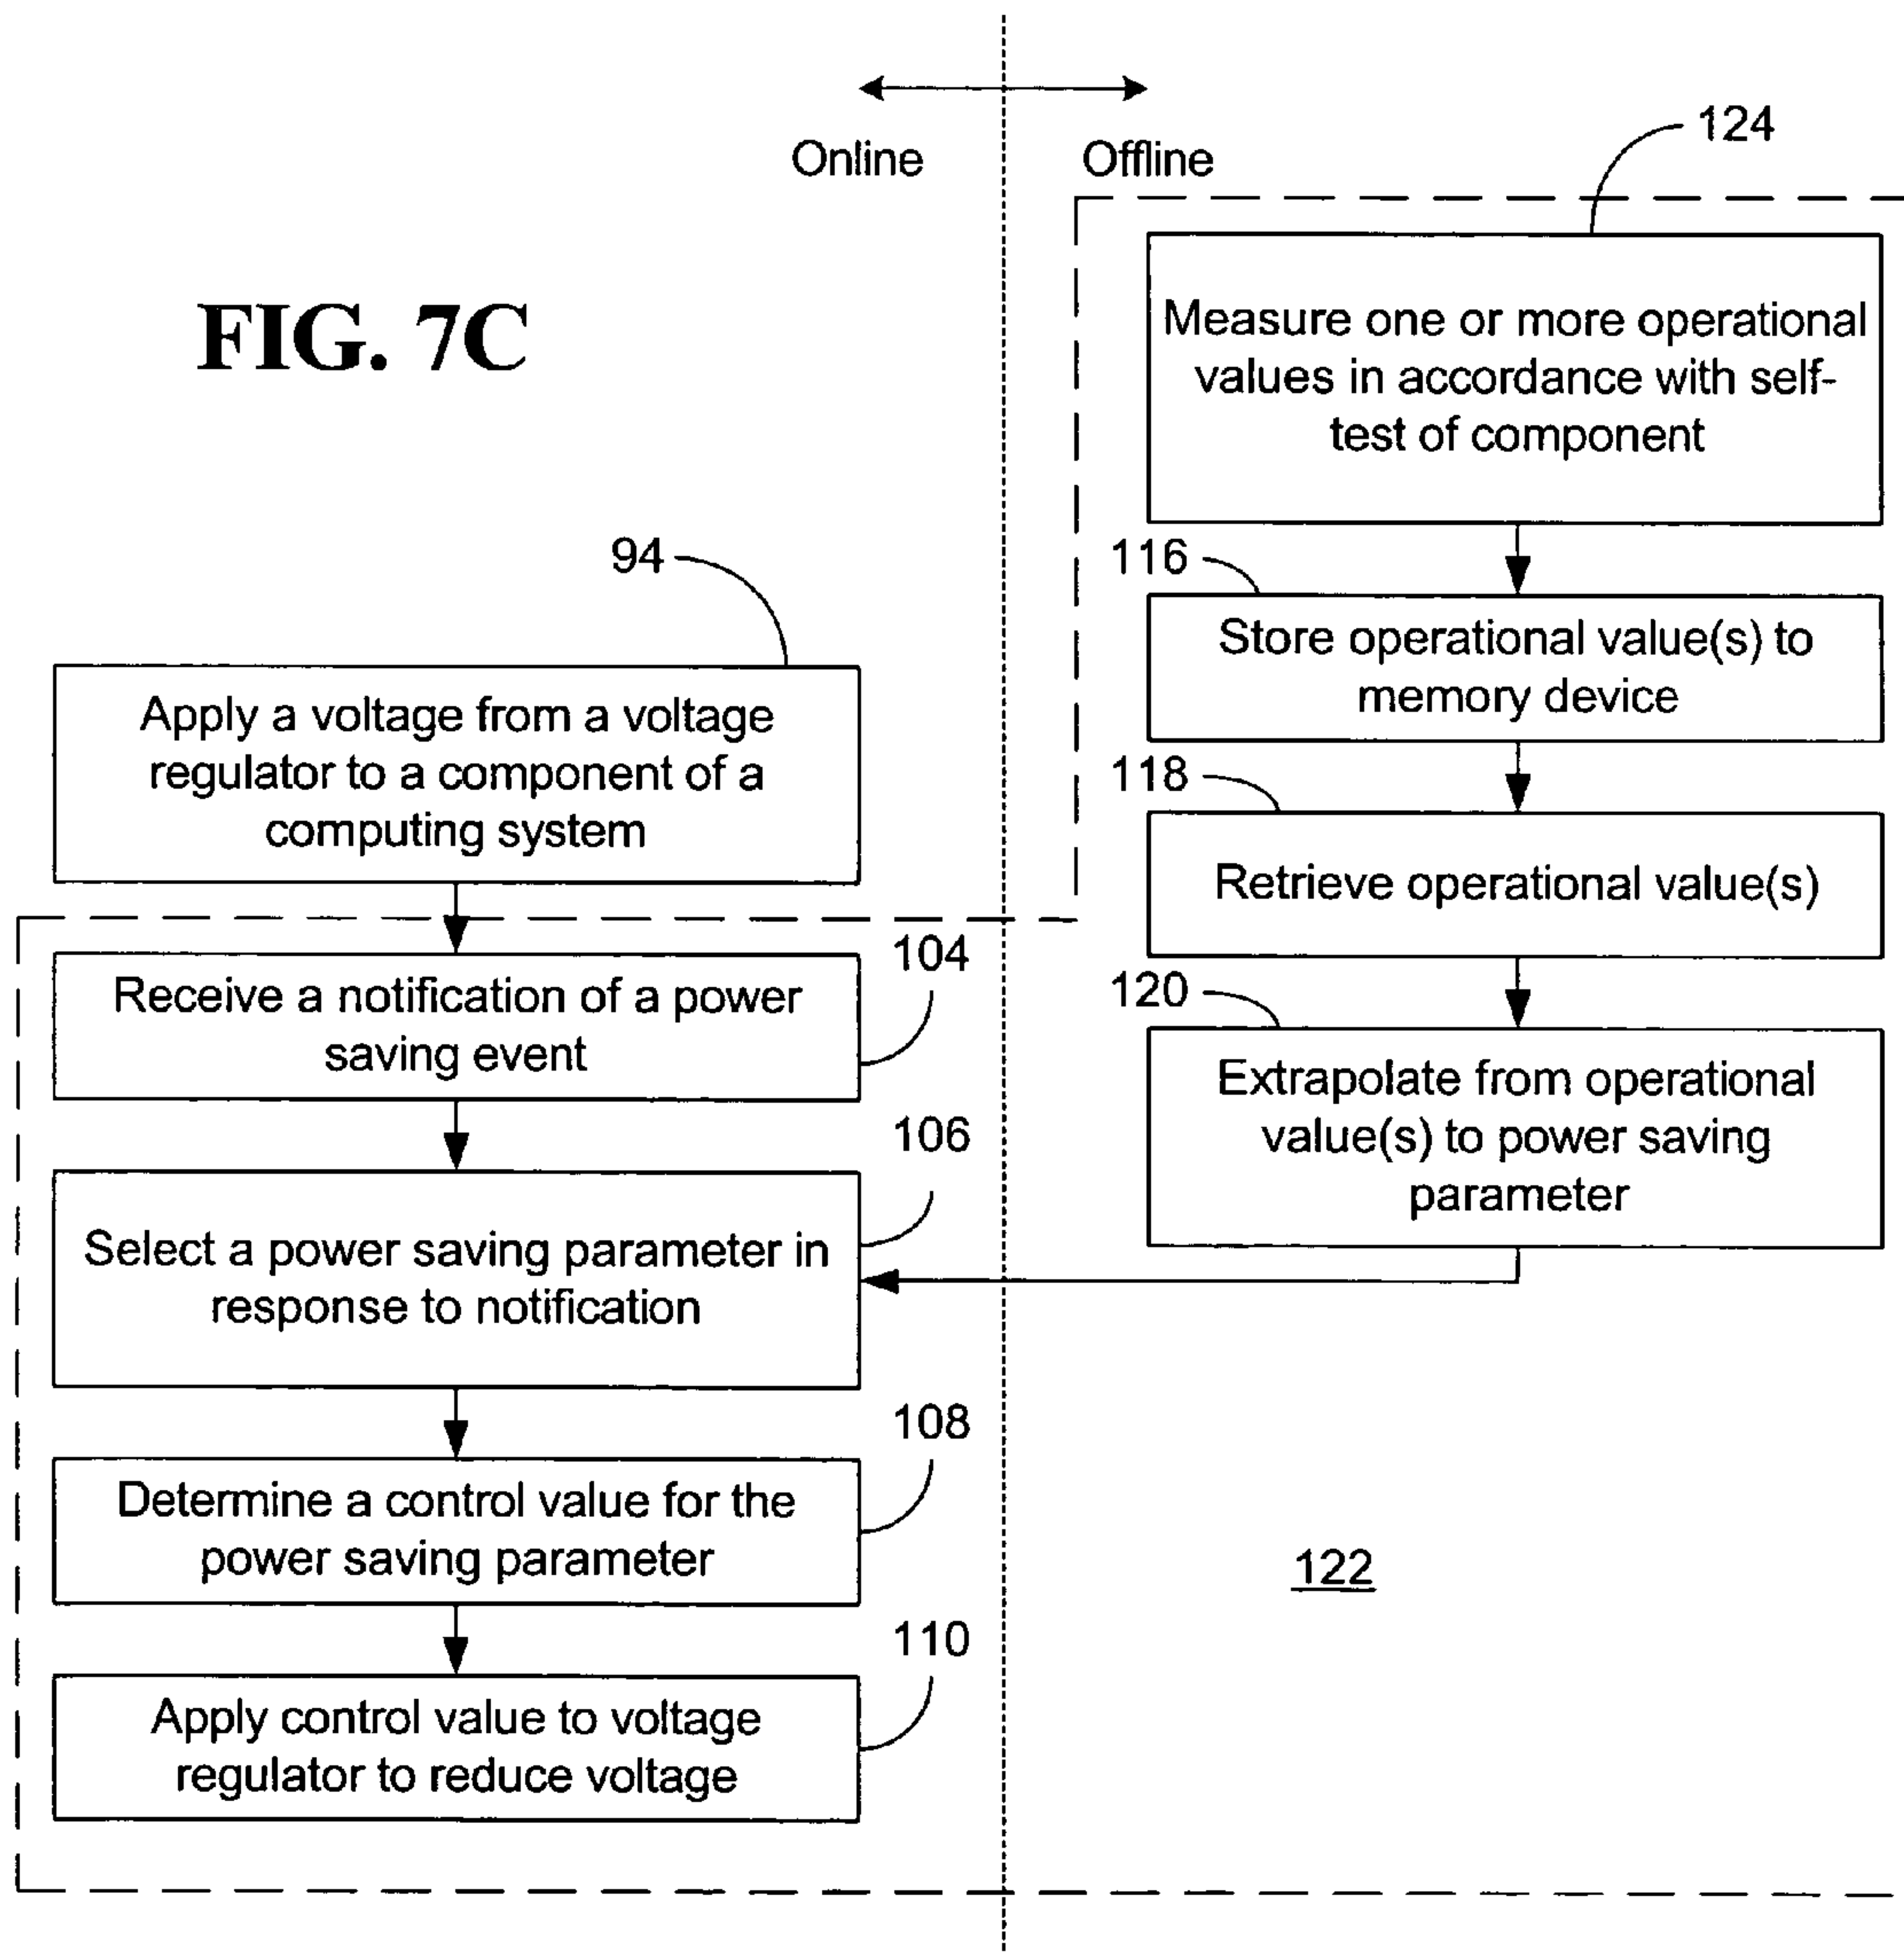 Online
Offline
124
FIG. 7C
Measure one or more operational
values in accordance with self-
test of component
94
116
Store operational value(s) to
memory device
Apply a voltage from a voltage
regulator to a component of a
computing system
118
Retrieve operational value(s)
104
Receive a notification of a power
saving event
120
Extrapolate from operational
value(s) to power saving
parameter
106
Select a power saving parameter in
response to notification
108
Determine a control value for the
power saving parameter
122
110
Apply control value to voltage
regulator to reduce voltage